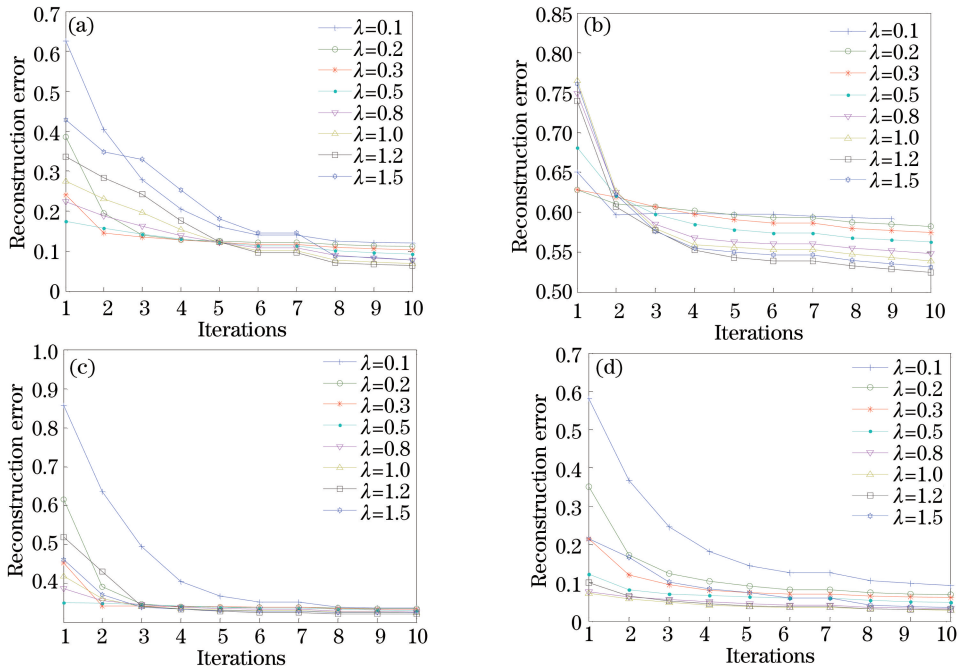 (a)
Reconstruction error
0.7
0.6
0.5
0.4
0.3
0.2
0.1
0
λ=0.1
λ=0.2
λ=0.3
λ=0.5
λ=0.8
λ=1.0
λ=1.2
λ=1.5
1 2 3 4 5 6 7 8 9 10
Iterations
(b)
Reconstruction error
0.85
0.80
0.75
0.70
0.65
0.60
0.55
0.50
λ=0.1
λ=0.2
λ=0.3
λ=0.5
λ=0.8
λ=1.0
λ=1.2
λ=1.5
1 2 3 4 5 6 7 8 9 10
Iterations
(c)
Reconstruction error
1.0
0.9
0.8
0.7
0.6
0.5
0.4
λ=0.1
λ=0.2
λ=0.3
λ=0.5
λ=0.8
λ=1.0
λ=1.2
λ=1.5
1 2 3 4 5 6 7 8 9 10
Iterations
(d)
Reconstruction error
0.7
0.6
0.5
0.4
0.3
0.2
0.1
0
λ=0.1
λ=0.2
λ=0.3
λ=0.5
λ=0.8
λ=1.0
λ=1.2
λ=1.5
1 2 3 4 5 6 7 8 9 10
Iterations